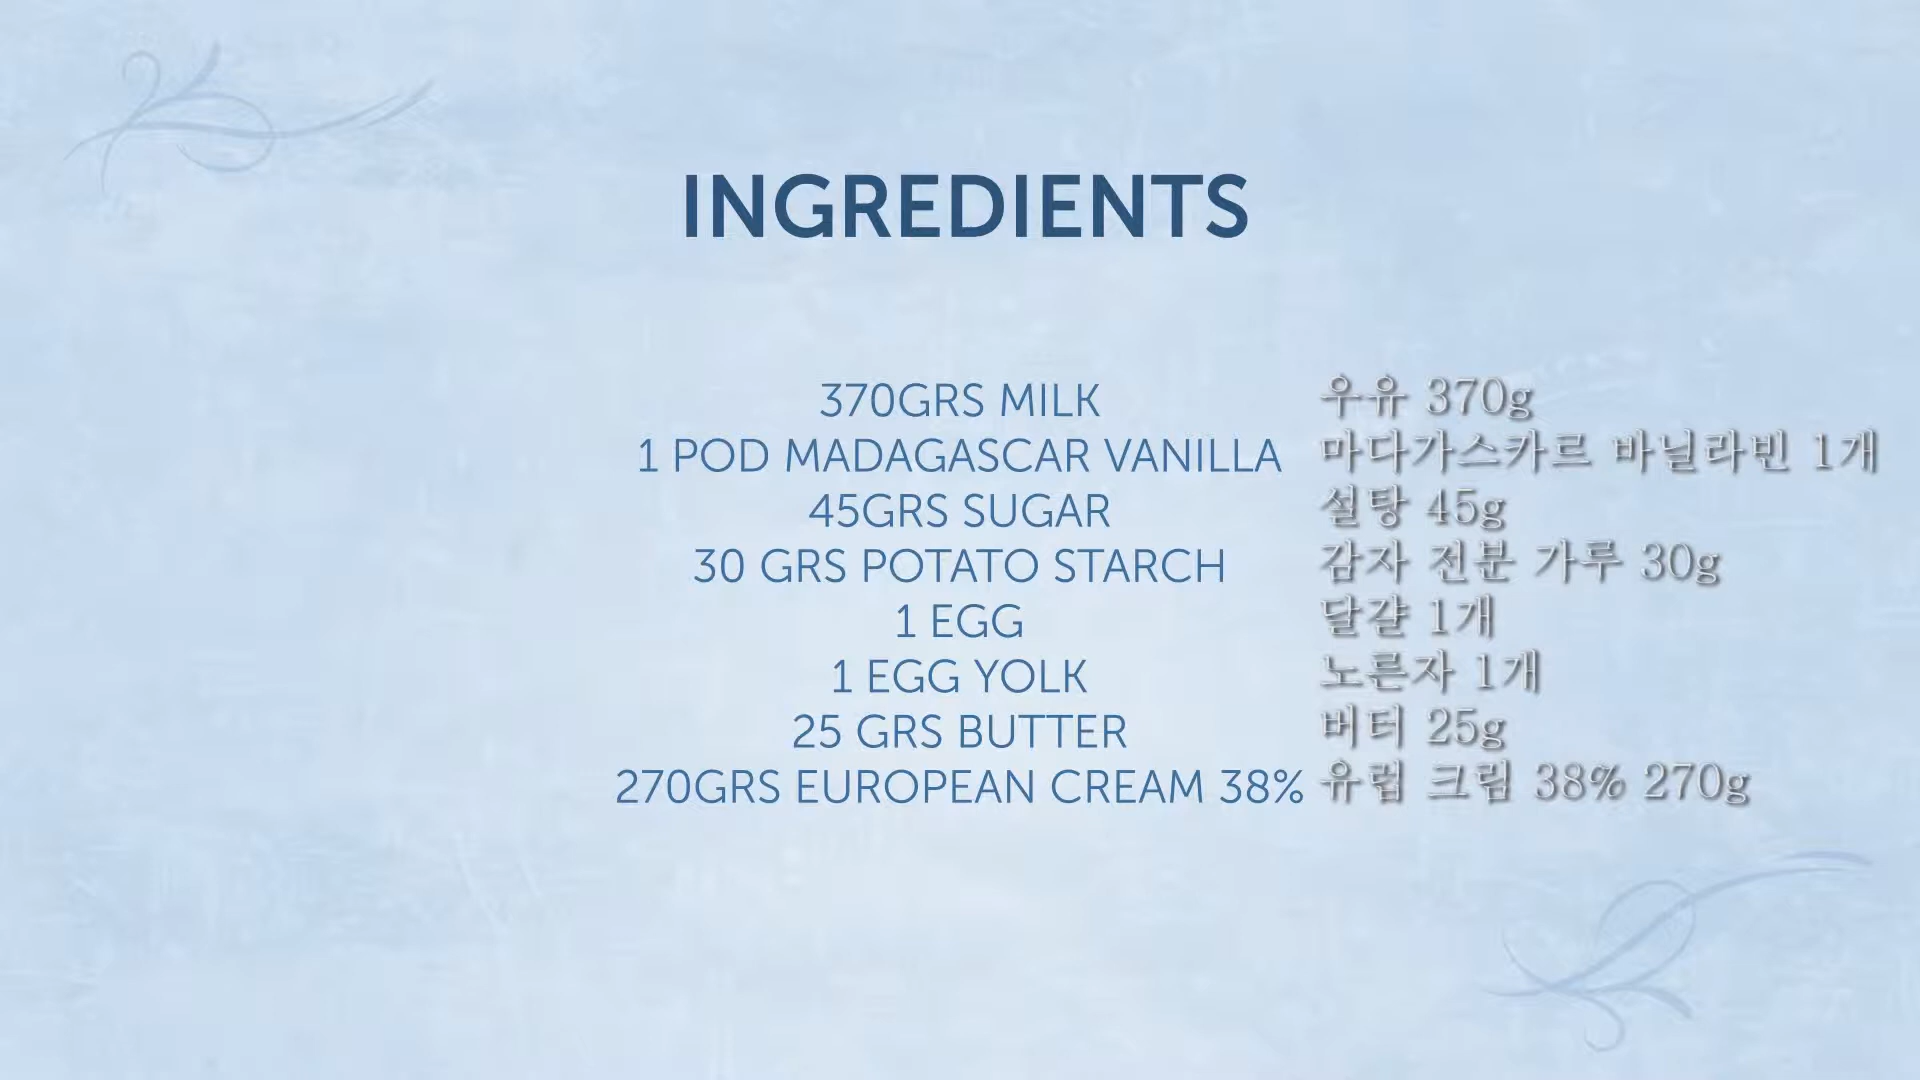 INGREDIENTS
370GRS MILK 우유 370g
1 POD MADAGASCAR VANILLA 마다가스카르 바닐라빈 1개
45GRS SUGAR 설탕 45g
30 GRS POTATO STARCH 감자 전분 가루 30g
1 EGG 달걀 1개
1 EGG YOLK 노른자 1개
25 GRS BUTTER 버터 25g
270GRS EUROPEAN CREAM 38% 유럽 크림 38% 270g